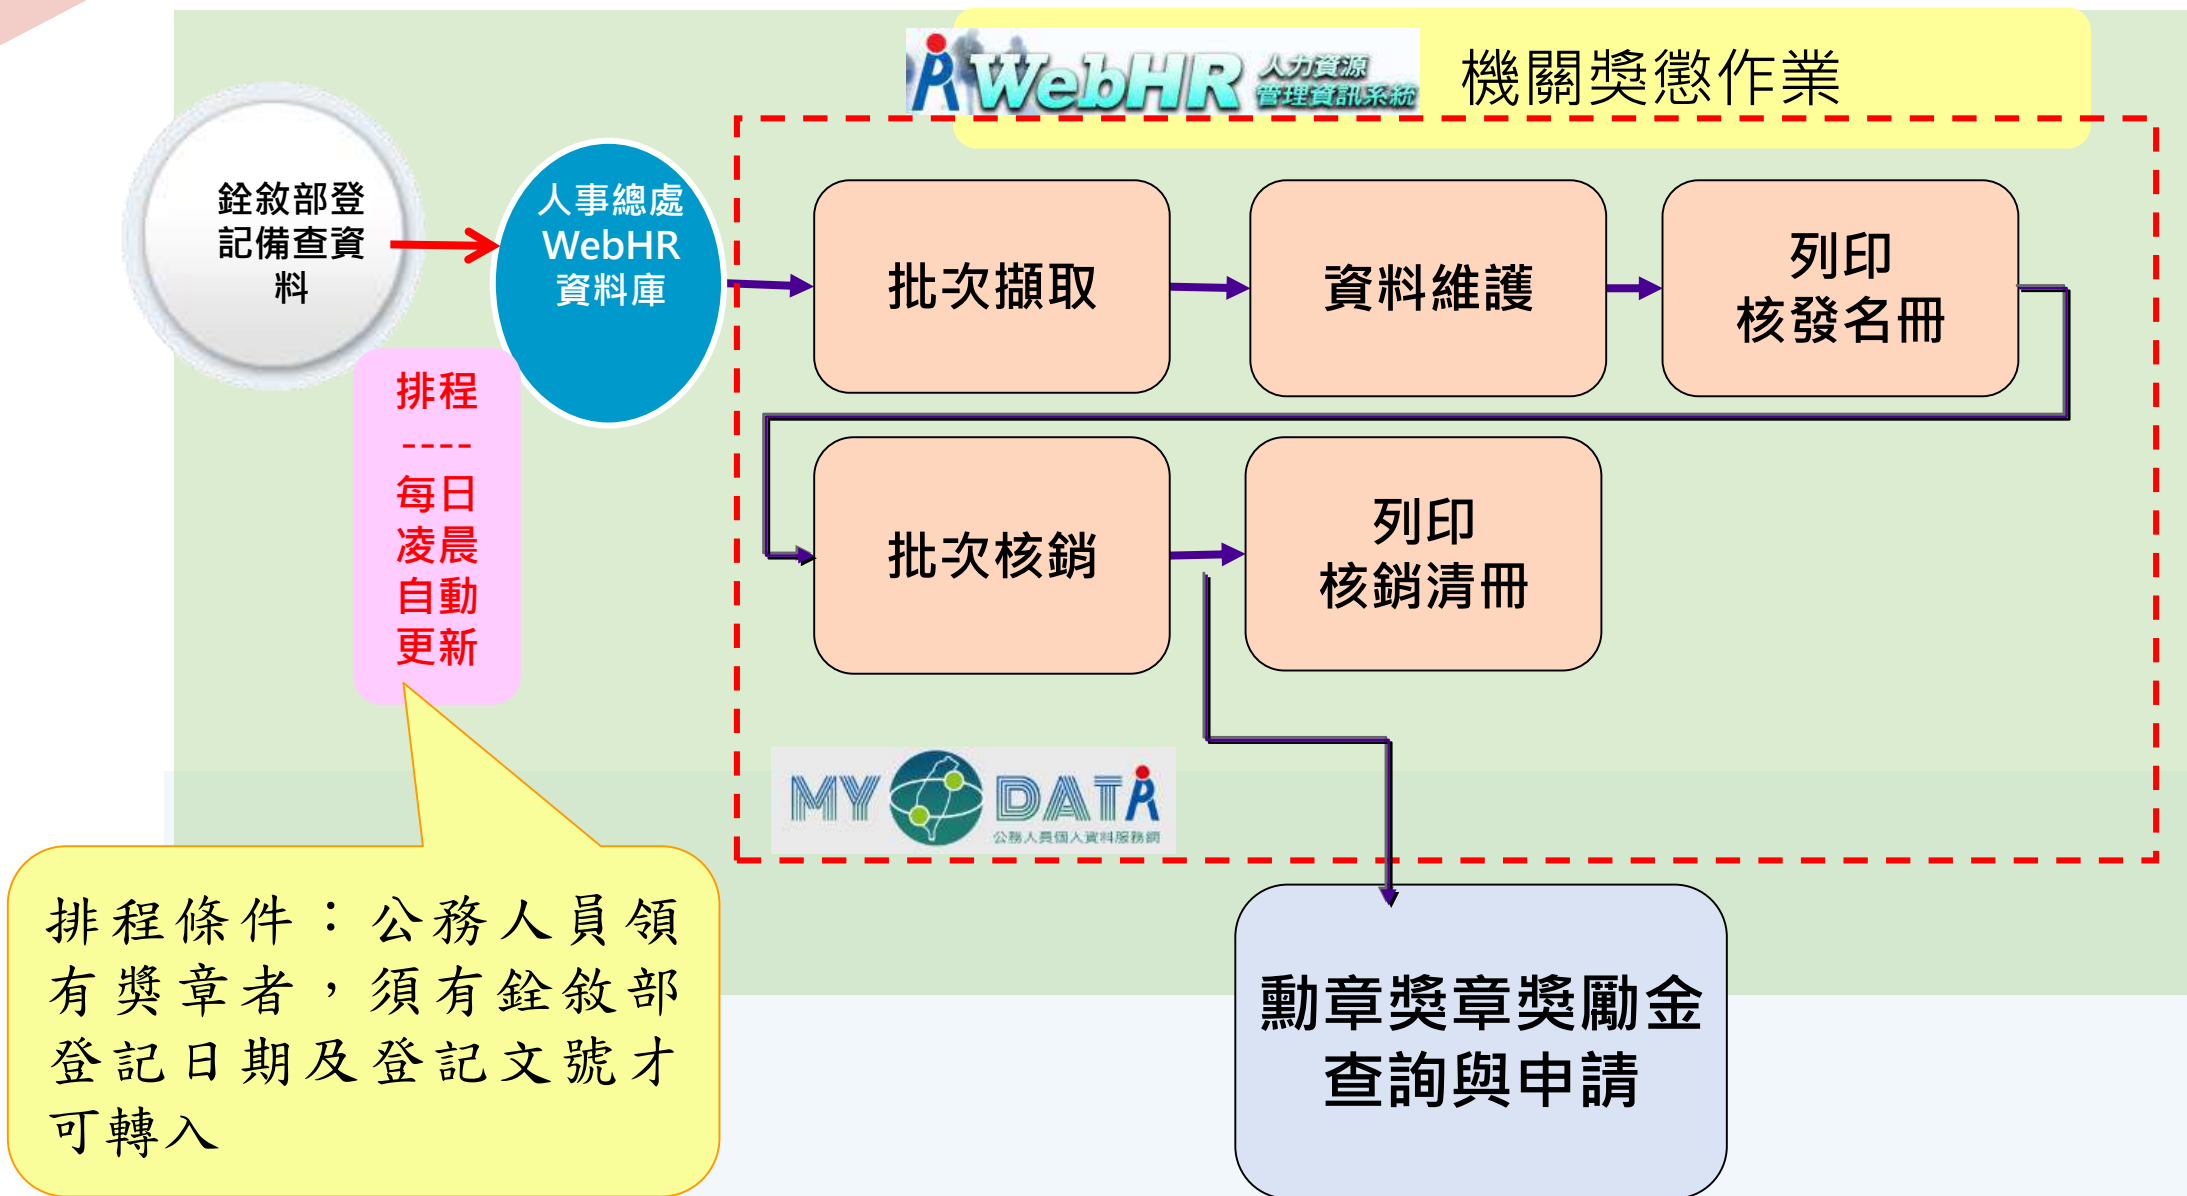 WebHR 人力資源
管理資訊系統
機關獎懲作業
銓敘部登
記備查資
料
人事總處
WebHR
資料庫
批次擷取
資料維護
列印
核發名冊
排程
----
每日
凌晨
自動
更新
批次核銷
列印
核銷清冊
MY DATA
公務人員個人資料服務網
排程條件：公務人員領
有獎章者，須有銓敘部
登記日期及登記文號才
可轉入
勳章獎章獎勵金
查詢與申請